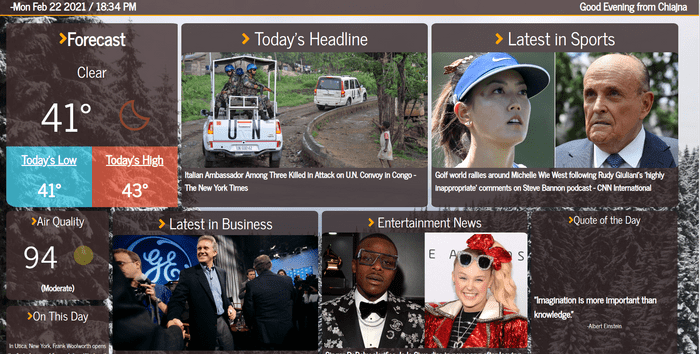 -Mon Feb 22 2021 / 18:34 PM
Good Evening from Chiajna
Forecast
Clear
41°
Today's Low
Today's High
41°
43°
Today's Headline
UN
Italian Ambassador Among Three Killed in Attack on U.N. Convoy in Congo -
The New York Times
Latest in Sports
Golf world rallies around Michelle Wie West following Rudy Giuliani's 'highly
inappropriate' comments on Steve Bannon podcast - CNN International
Air Quality
94
(Moderate)
On This Day
In Utica, New York, Frank Woolworth opens
Latest in Business
Entertainment News
E A
Quote of the Day
"Imagination is more important than
knowledge."
-Albert Einstein